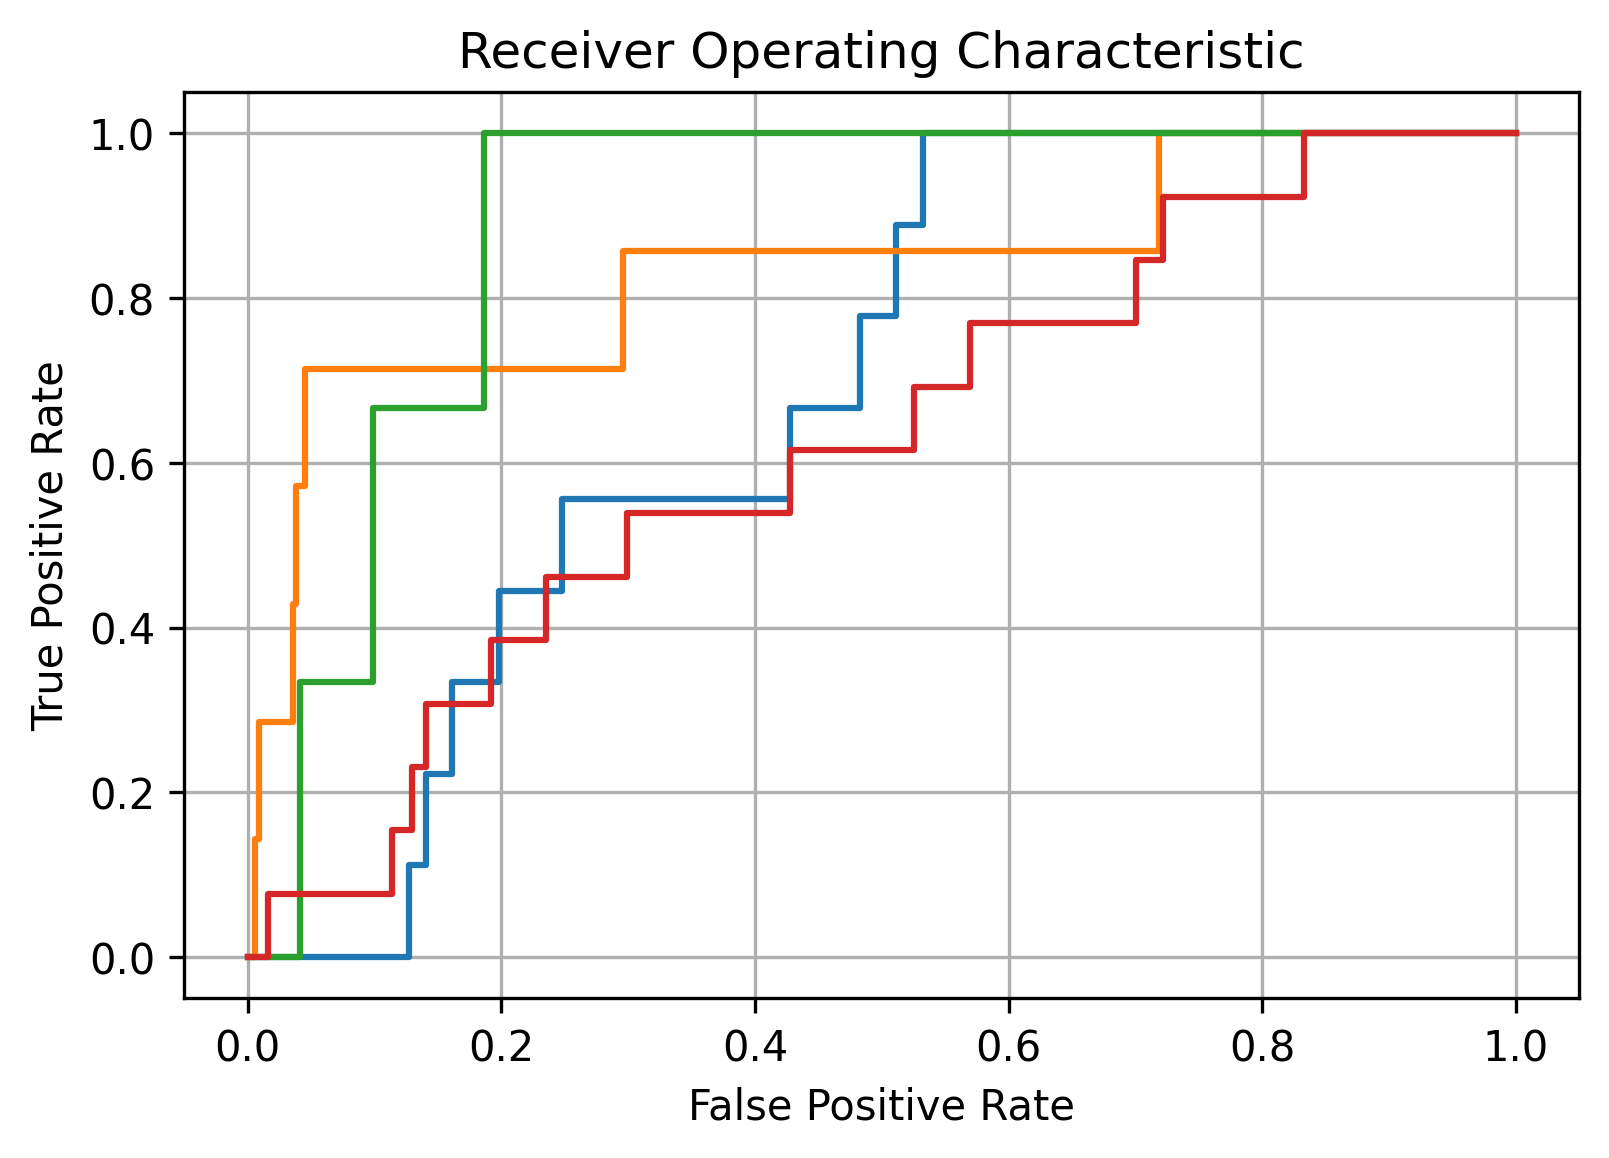 Receiver Operating Characteristic
True Positive Rate
1.0
0.8
0.6
0.4
0.2
0.0
0.0 0.2 0.4 0.6 0.8 1.0
False Positive Rate